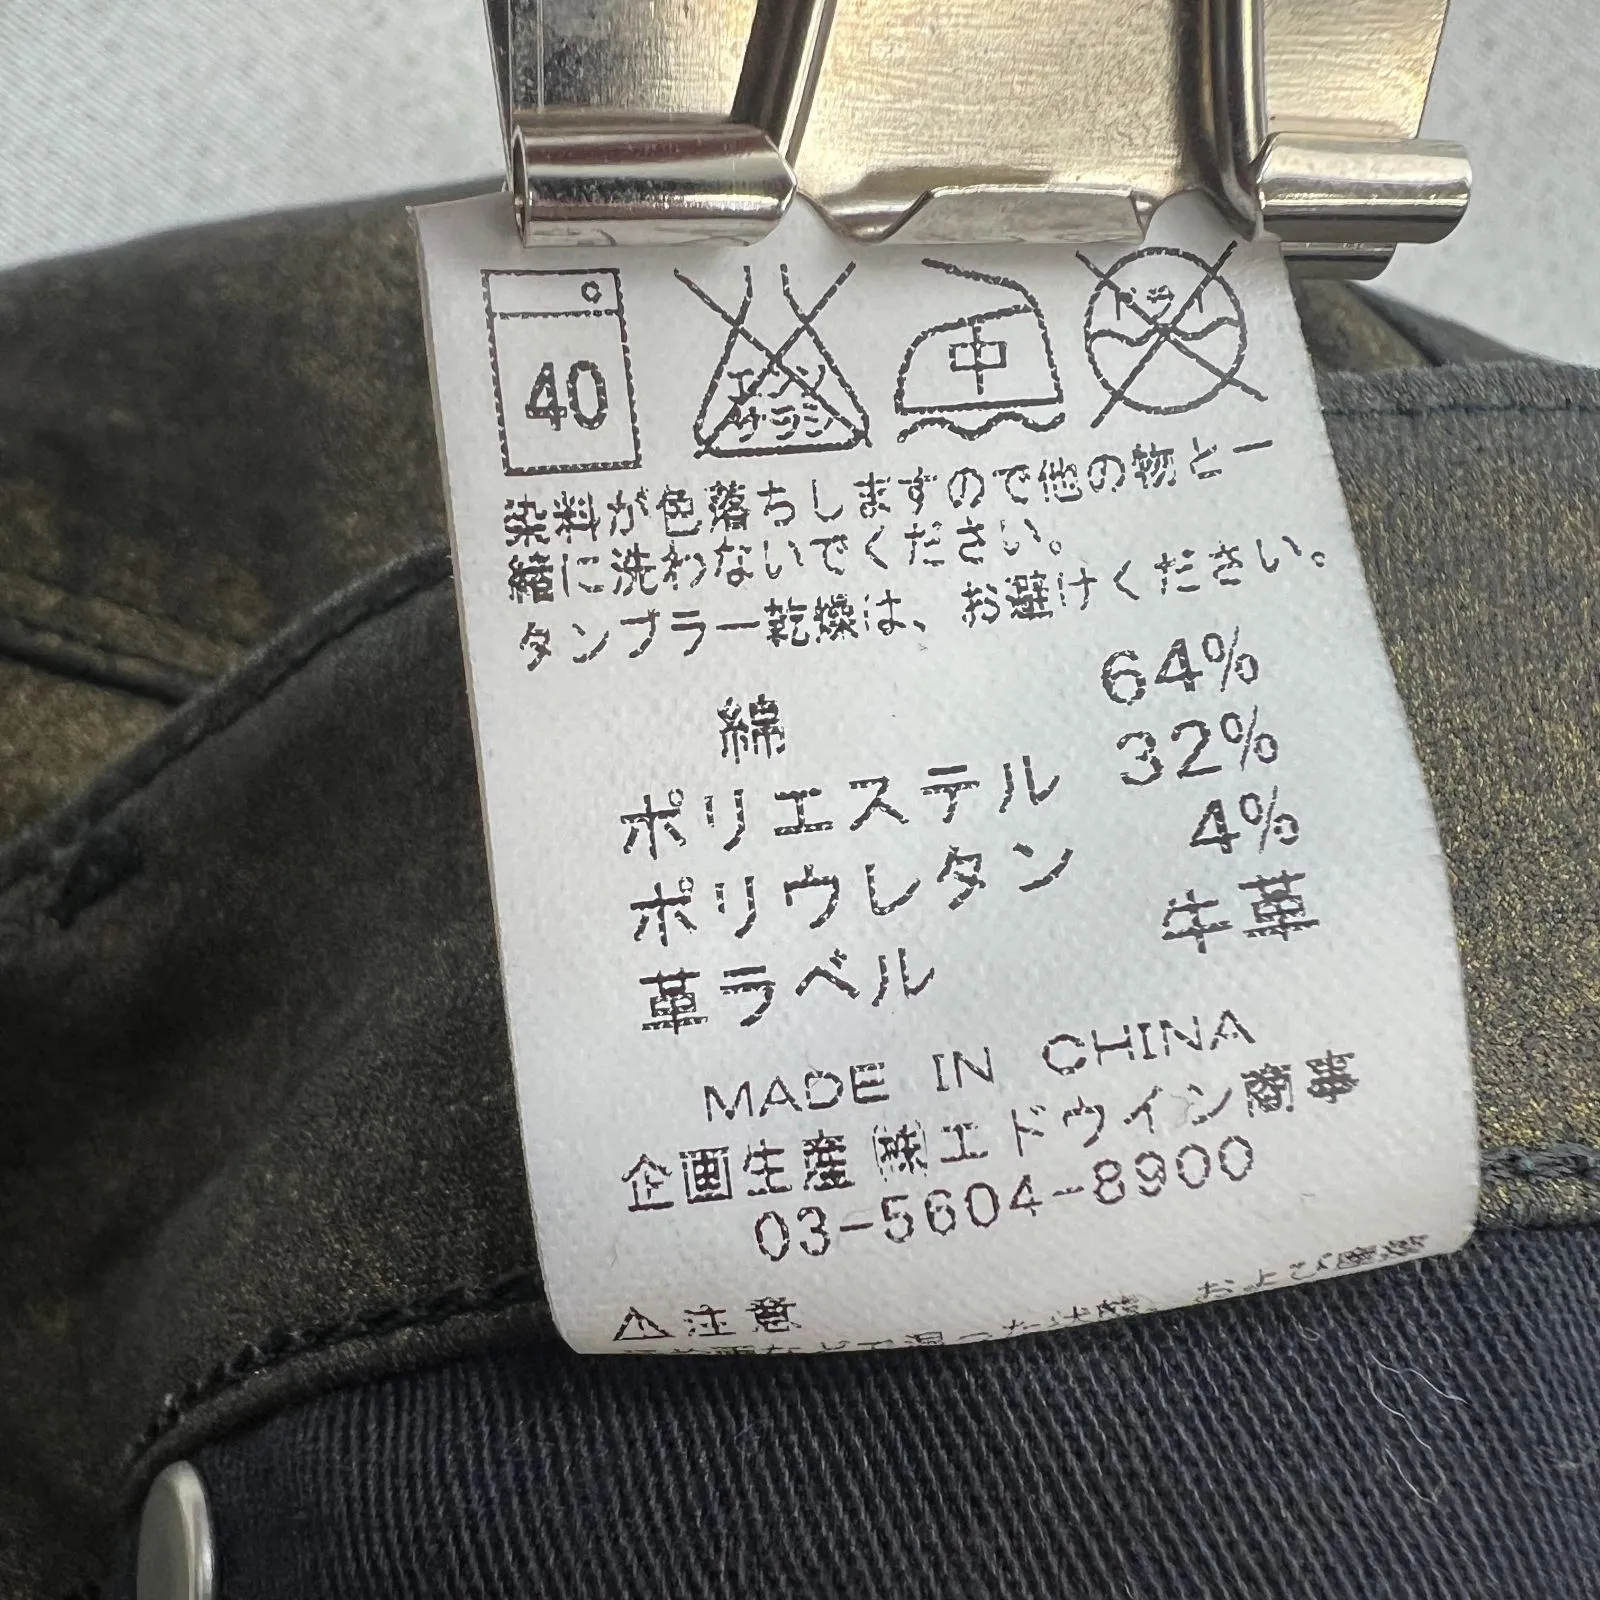 40
エンソ
サラシ
中
ドライ
染料が色落ちしますので他の物と一
緒に洗わないでください。
タンブラー乾燥は、お避けください。
綿 64%
ポリエステル 32%
ポリウレタン 4%
革ラベル 牛革
MADE IN CHINA
企画生産 ㈱エドウイン商事
03-5604-8900
⚠注意